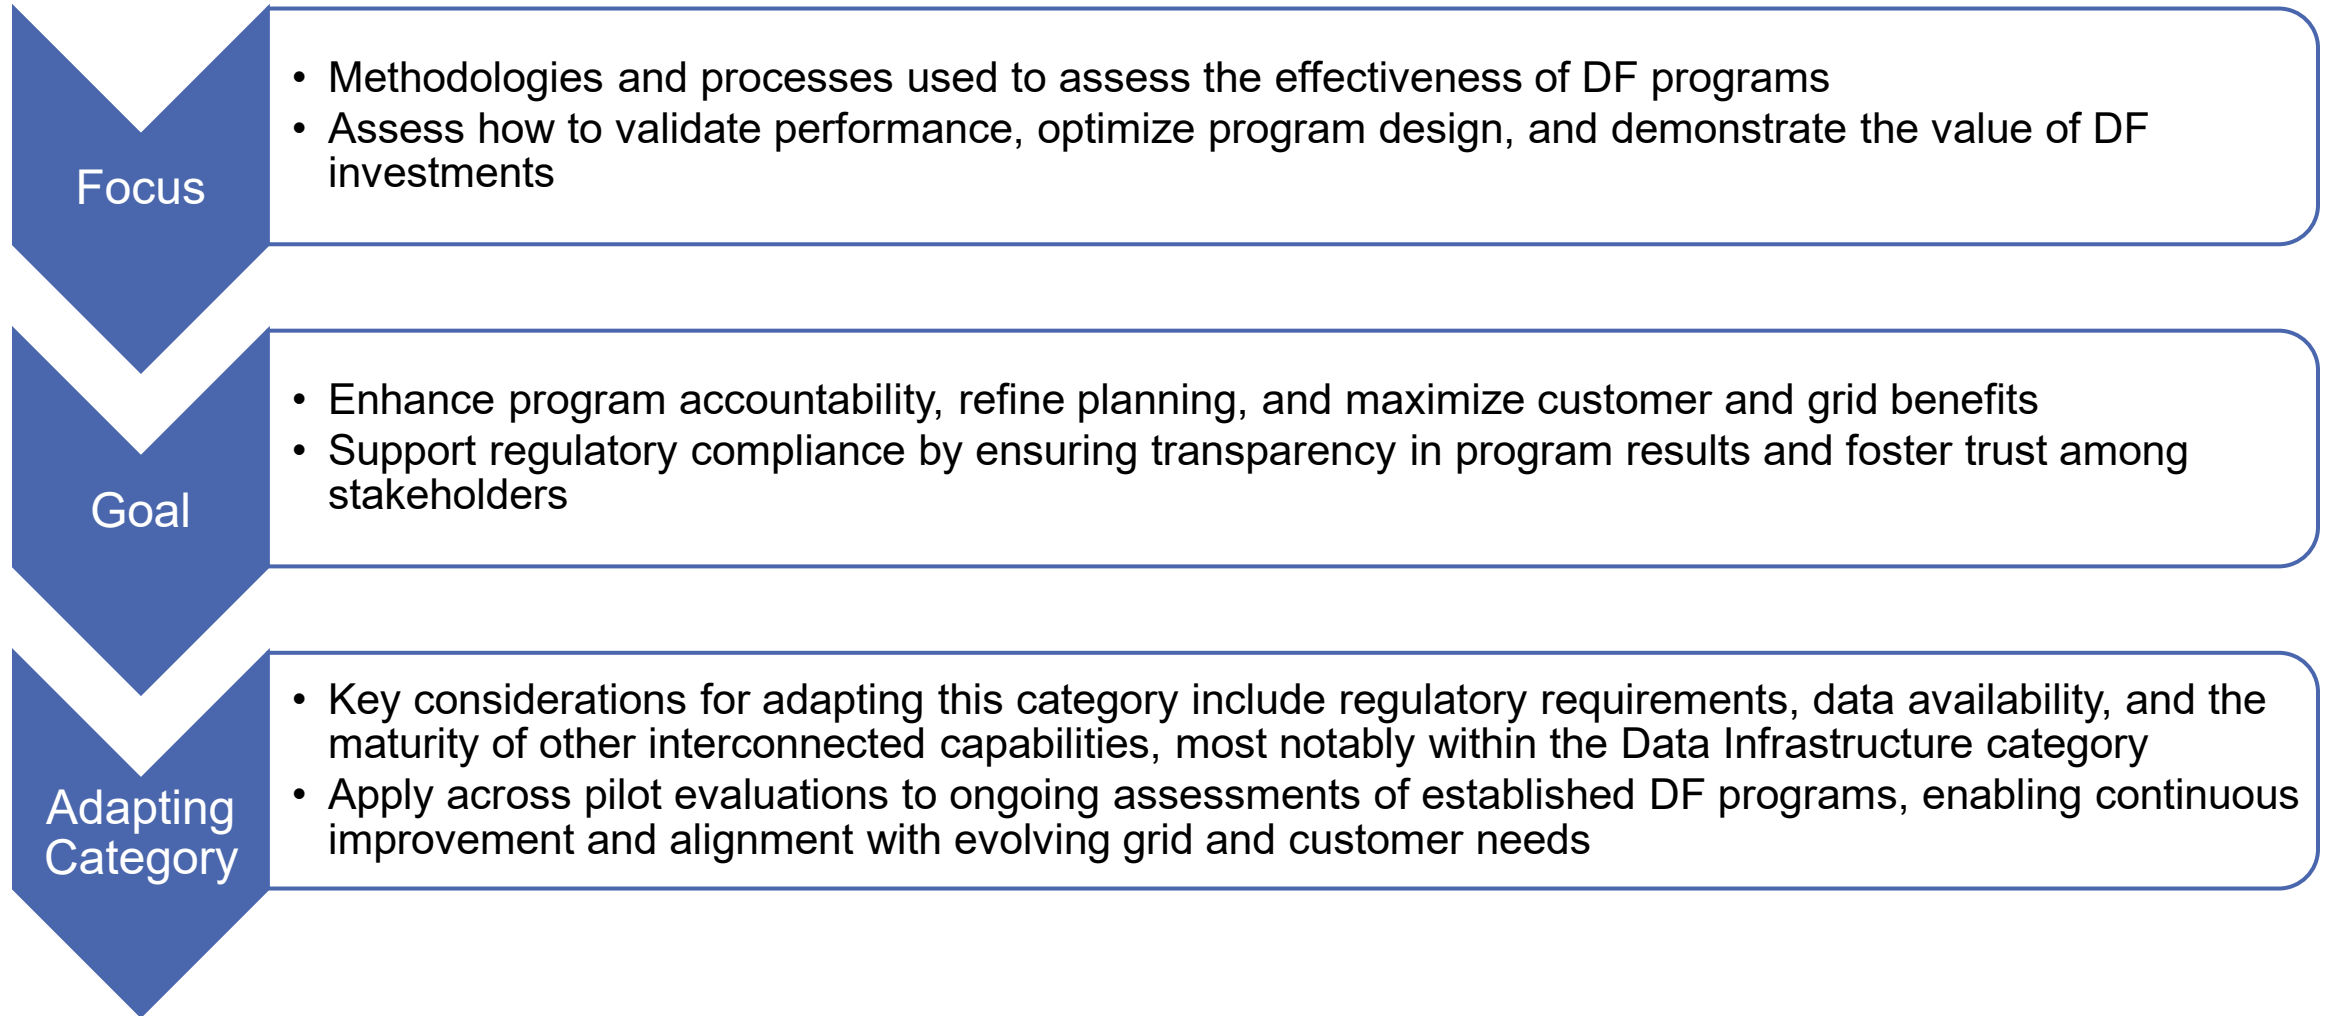 Focus
• Methodologies and processes used to assess the effectiveness of DF programs
• Assess how to validate performance, optimize program design, and demonstrate the value of DF
investments
Goal
• Enhance program accountability, refine planning, and maximize customer and grid benefits
• Support regulatory compliance by ensuring transparency in program results and foster trust among
stakeholders
Adapting
Category
• Key considerations for adapting this category include regulatory requirements, data availability, and the
maturity of other interconnected capabilities, most notably within the Data Infrastructure category
• Apply across pilot evaluations to ongoing assessments of established DF programs, enabling continuous
improvement and alignment with evolving grid and customer needs